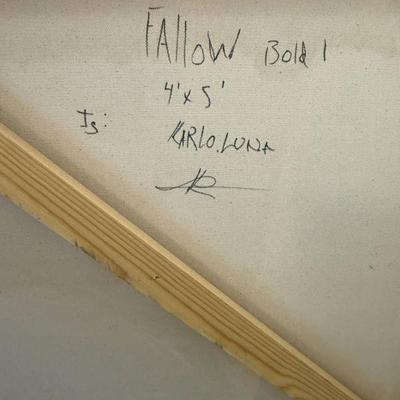 FAllOW Bold 1
4'x5'
Is:
KARLO.LUNA